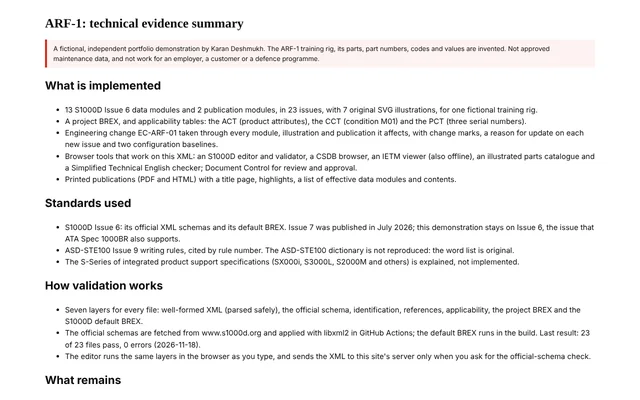 ARF-1: technical evidence summary
A fictional, independent portfolio demonstration by Karan Deshmukh. The ARF-1 training rig, its parts, part numbers, codes and values are invented. Not approved
maintenance data, and not work for an employer, a customer or a defence programme.
What is implemented
13 S1000D Issue 6 data modules and 2 publication modules, in 23 issues, with 7 original SVG illustrations, for one fictional training rig.
A project BREX, and applicability tables: the ACT (product attributes), the CCT (condition M01) and the PCT (three serial numbers).
Engineering change EC-ARF-01 taken through every module, illustration and publication it affects, with change marks, a reason for update on each
new issue and two configuration baselines.
Browser tools that work on this XML: an S1000D editor and validator, a CSDB browser, an IETM viewer (also offline), an illustrated parts catalogue and
a Simplified Technical English checker; Document Control for review and approval.
Printed publications (PDF and HTML) with a title page, highlights, a list of effective data modules and contents.
Standards used
S1000D Issue 6: its official XML schemas and its default BREX. Issue 7 was published in July 2026; this demonstration stays on Issue 6, the issue that
ATA Spec 1000BR also supports.
ASD-STE100 Issue 9 writing rules, cited by rule number. The ASD-STE100 dictionary is not reproduced: the word list is original.
The S-Series of integrated product support specifications (SX000i, S3000L, S2000M and others) is explained, not implemented.
How validation works
Seven layers for every file: well-formed XML (parsed safely), the official schema, identification, references, applicability, the project BREX and the
S1000D default BREX.
The official schemas are fetched from www.s1000d.org and applied with libxml2 in GitHub Actions; the default BREX runs in the build. Last result: 23
of 23 files pass, 0 errors (2026-11-18).
The editor runs the same layers in the browser as you type, and sends the XML to this site's server only when you ask for the official-schema check.
What remains